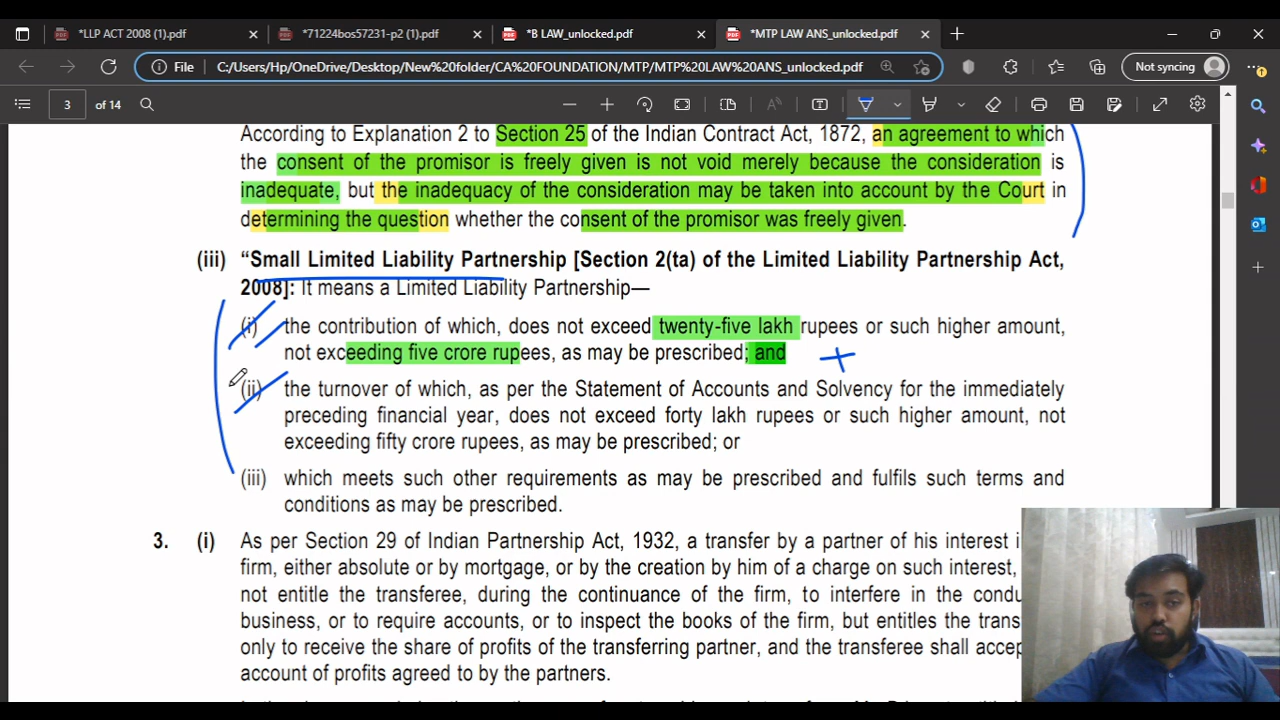 *LLP ACT 2008 (1).pdf
*71224bos57231-p2 (1).pdf
*B LAW_unlocked.pdf
*MTP LAW ANS_unlocked.pdf
File
C:/Users/Hp/OneDrive/Desktop/New%20folder/CA%20FOUNDATION/MTP/MTP%20LAW%20ANS_unlocked.pdf
Not syncing
3 of 14
According to Explanation 2 to Section 25 of the Indian Contract Act, 1872, an agreement to which
the consent of the promisor is freely given is not void merely because the consideration is
inadequate, but the inadequacy of the consideration may be taken into account by the Court in
determining the question whether the consent of the promisor was freely given.
(iii) “Small Limited Liability Partnership [Section 2(ta) of the Limited Liability Partnership Act,
2008]: It means a Limited Liability Partnership—
(i) the contribution of which, does not exceed twenty-five lakh rupees or such higher amount,
not exceeding five crore rupees, as may be prescribed; and
(ii) the turnover of which, as per the Statement of Accounts and Solvency for the immediately
preceding financial year, does not exceed forty lakh rupees or such higher amount, not
exceeding fifty crore rupees, as may be prescribed; or
(iii) which meets such other requirements as may be prescribed and fulfils such terms and
conditions as may be prescribed.
3. (i) As per Section 29 of Indian Partnership Act, 1932, a transfer by a partner of his interest i
firm, either absolute or by mortgage, or by the creation by him of a charge on such interest,
not entitle the transferee, during the continuance of the firm, to interfere in the condu
business, or to require accounts, or to inspect the books of the firm, but entitles the trans
only to receive the share of profits of the transferring partner, and the transferee shall accep
account of profits agreed to by the partners.